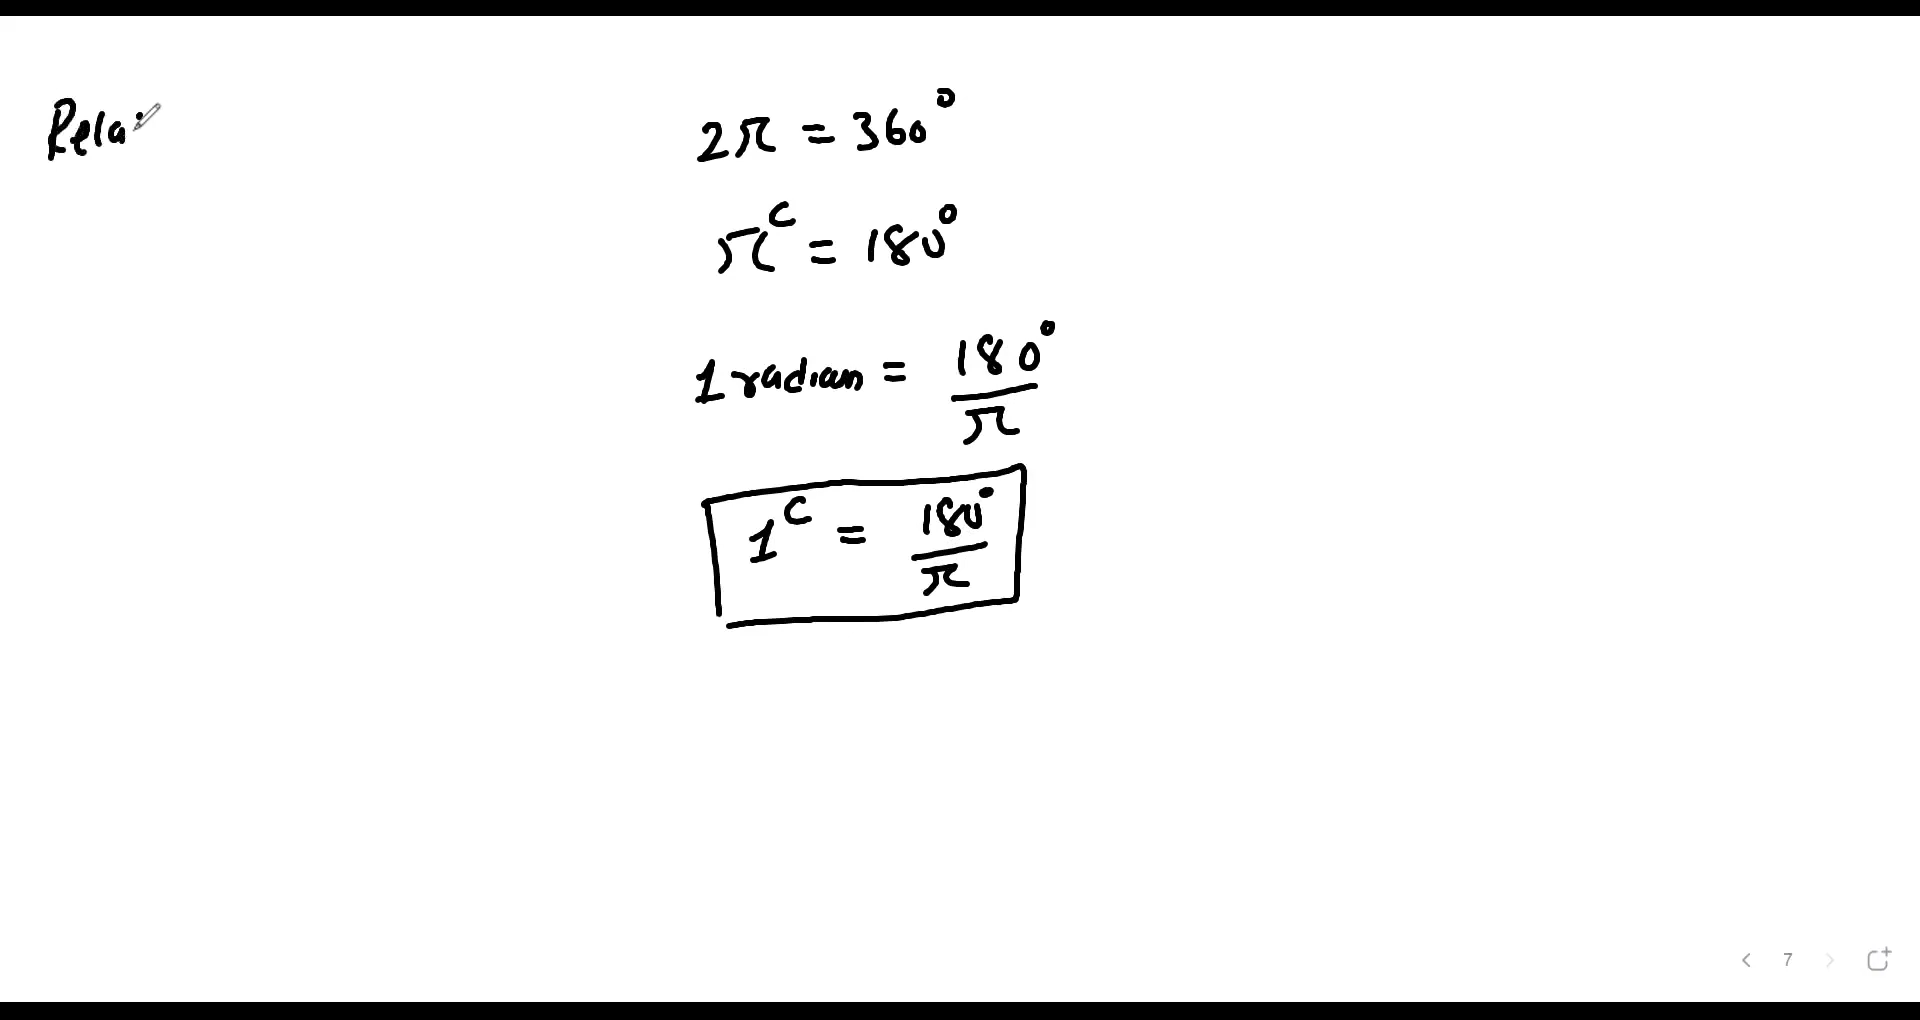 Rela
2π = 360°
π^c = 180°
1 radian = 180°/π
1^c = 180°/π
7